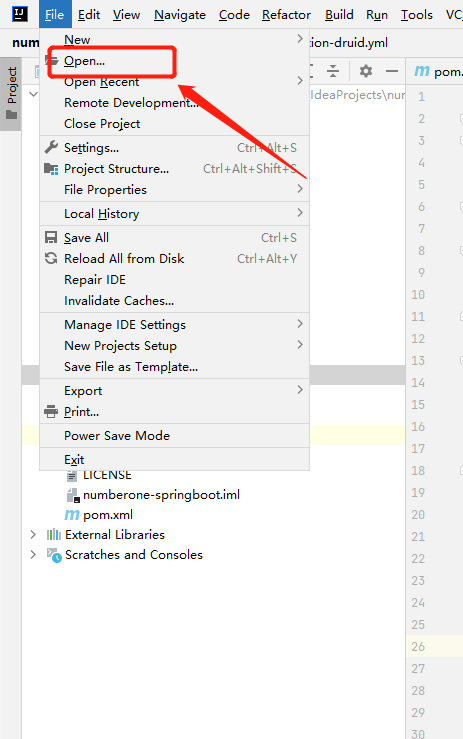 IJ File Edit View Navigate Code Refactor Build Run Tools VC
num tion-druid.yml
Project
New
Open...
Open Recent
IdeaProjects\nu
pom.
Remote Development...
Close Project
Settings... Ctrl+Alt+S
Project Structure... Ctrl+Alt+Shift+S
File Properties
Local History
Save All Ctrl+S
Reload All from Disk Ctrl+Alt+Y
Repair IDE
Invalidate Caches...
Manage IDE Settings
New Projects Setup
Save File as Template...
Export
Print...
Power Save Mode
Exit
LICENSE
numberone-springboot.iml
pom.xml
External Libraries
Scratches and Consoles
1
2
3
4
5
6
7
8
9
10
11
12
13
14
15
16
17
18
19
20
21
22
23
24
25
26
27
28
29
30